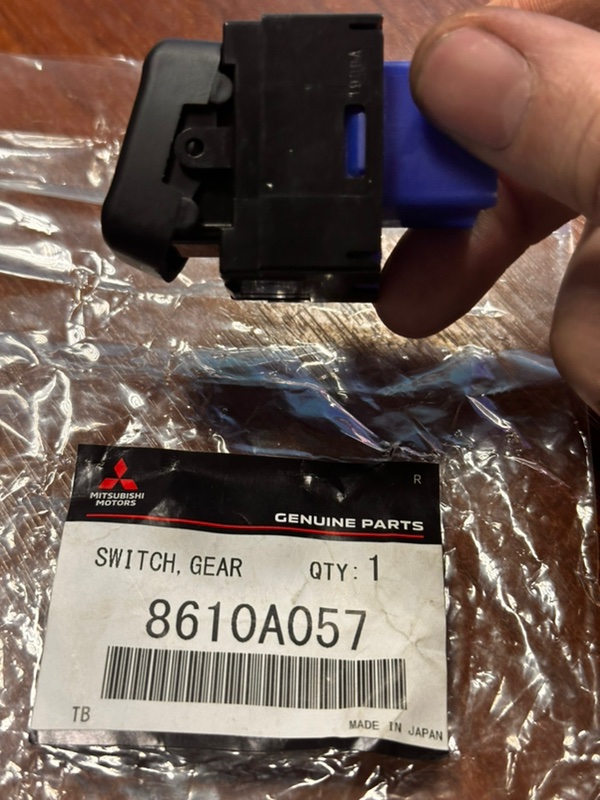 R
MITSUBISHI
MOTORS
GENUINE PARTS
SWITCH, GEAR QTY: 1
8610A057
TB
MADE IN JAPAN